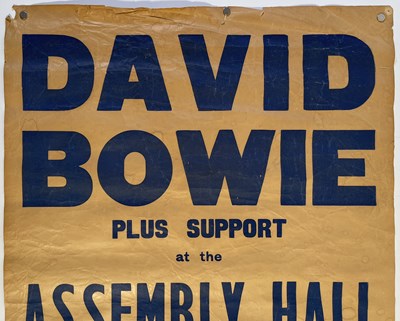 DAVID
BOWIE
PLUS SUPPORT
at the
ASSEMBLY HALL